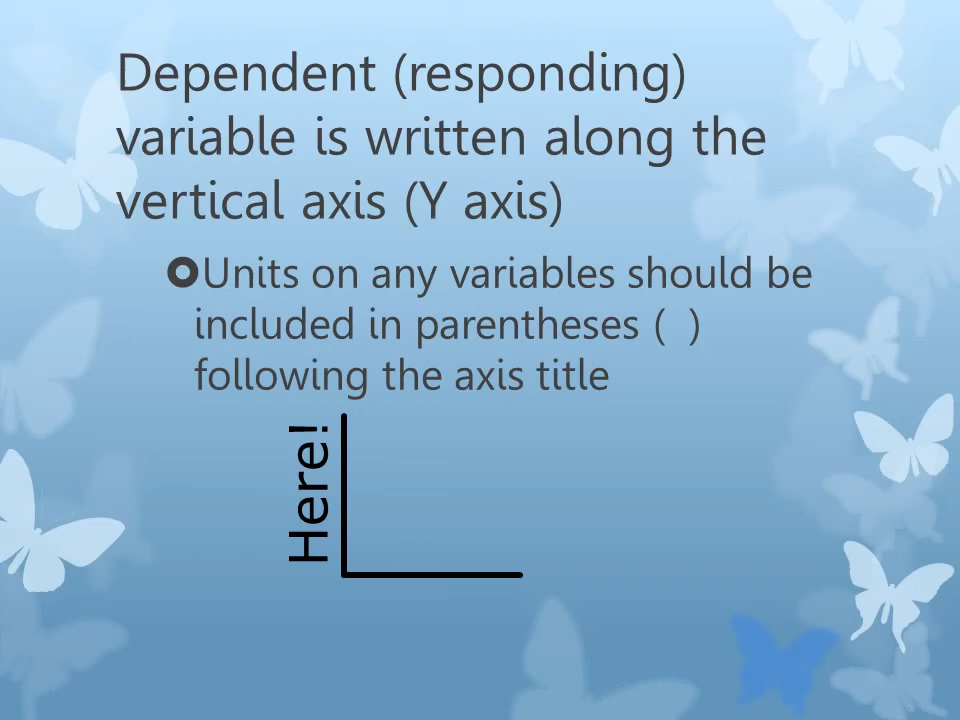 Dependent (responding)
variable is written along the
vertical axis (Y axis)
Units on any variables should be
included in parentheses ( )
following the axis title
Here!